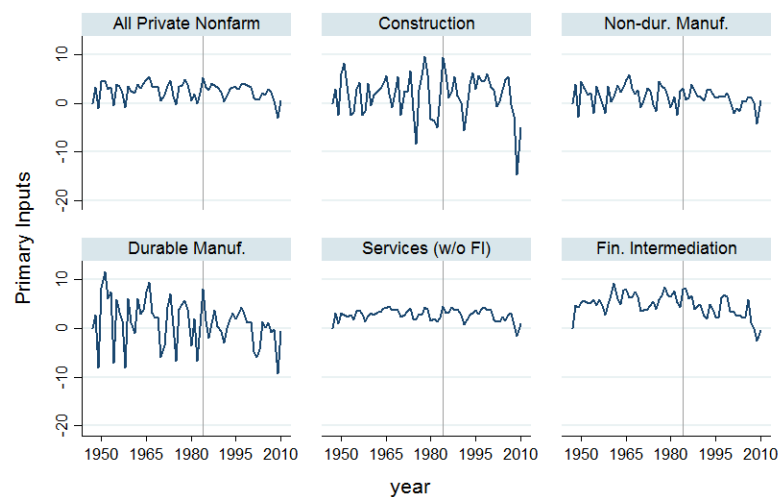 All Private Nonfarm
Construction
Non-dur. Manuf.
10
0
-10
-20
Durable Manuf.
Services (w/o FI)
Fin. Intermediation
10
0
-10
-20
Primary Inputs
1950 1965 1980 1995 2010
1950 1965 1980 1995 2010
1950 1965 1980 1995 2010
year